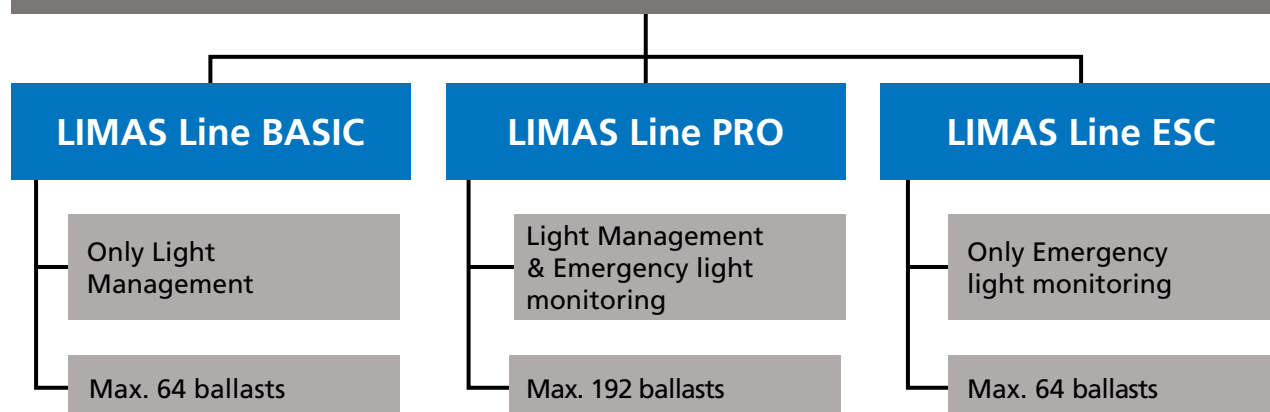 LIMAS Line BASIC
Only Light
Management
Max. 64 ballasts
LIMAS Line PRO
Light Management
& Emergency light
monitoring
Max. 192 ballasts
LIMAS Line ESC
Only Emergency
light monitoring
Max. 64 ballasts